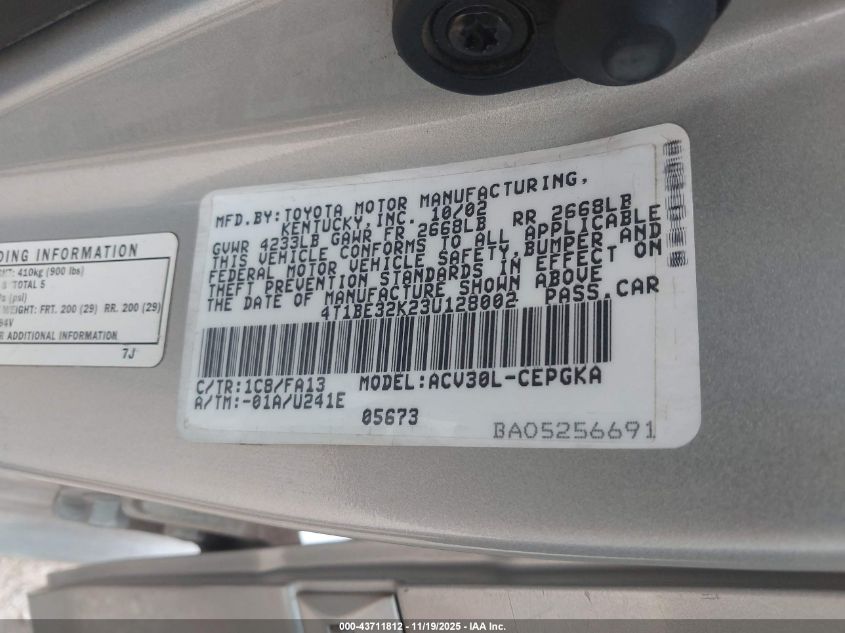 MFD.BY:TOYOTA MOTOR MANUFACTURING,
KENTUCKY,INC. 10/02
GVWR 4233LB GAWR FR 2668LB RR 2668LB
THIS VEHICLE CONFORMS TO ALL APPLICABLE
FEDERAL MOTOR VEHICLE SAFETY,BUMPER AND
THEFT PREVENTION STANDARDS IN EFFECT ON
THE DATE OF MANUFACTURE SHOWN ABOVE
4T1BE32K23U128002 PASS.CAR
C/TR:1C8/FA13 MODEL:ACV30L-CEPGKA
A/TM:-01A/U241E
05673
BA05256691
DING INFORMATION
410kg (900 lbs)
TOTAL 5
(psi)
FRT. 200 (29) RR. 200 (29)
84V
ADDITIONAL INFORMATION
7J
000-43711812 - 11/19/2025 - IAA Inc.